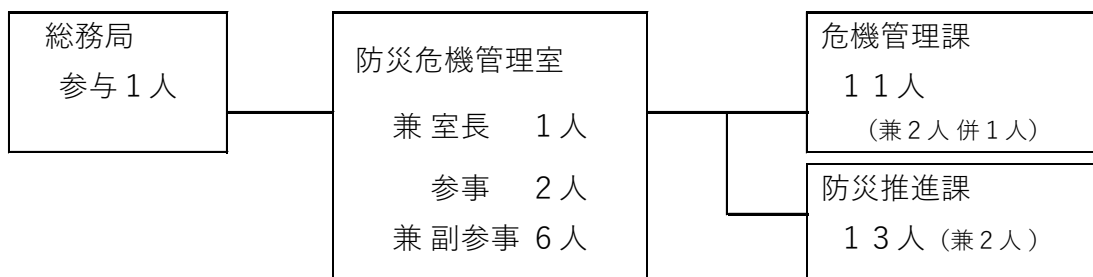 総務局
参与1人
防災危機管理室
兼 室長 1人
参事 2人
兼 副参事 6人
危機管理課
11人
(兼2人 併1人)
防災推進課
13人 (兼2人)